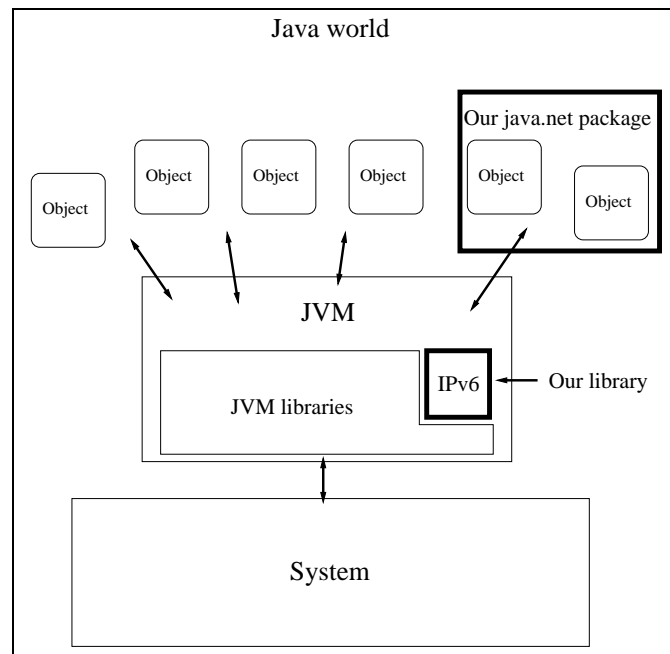 Java world
Our java.net package
Object
Object
Object
Object
Object
Object
JVM
IPv6
Our library
JVM libraries
System